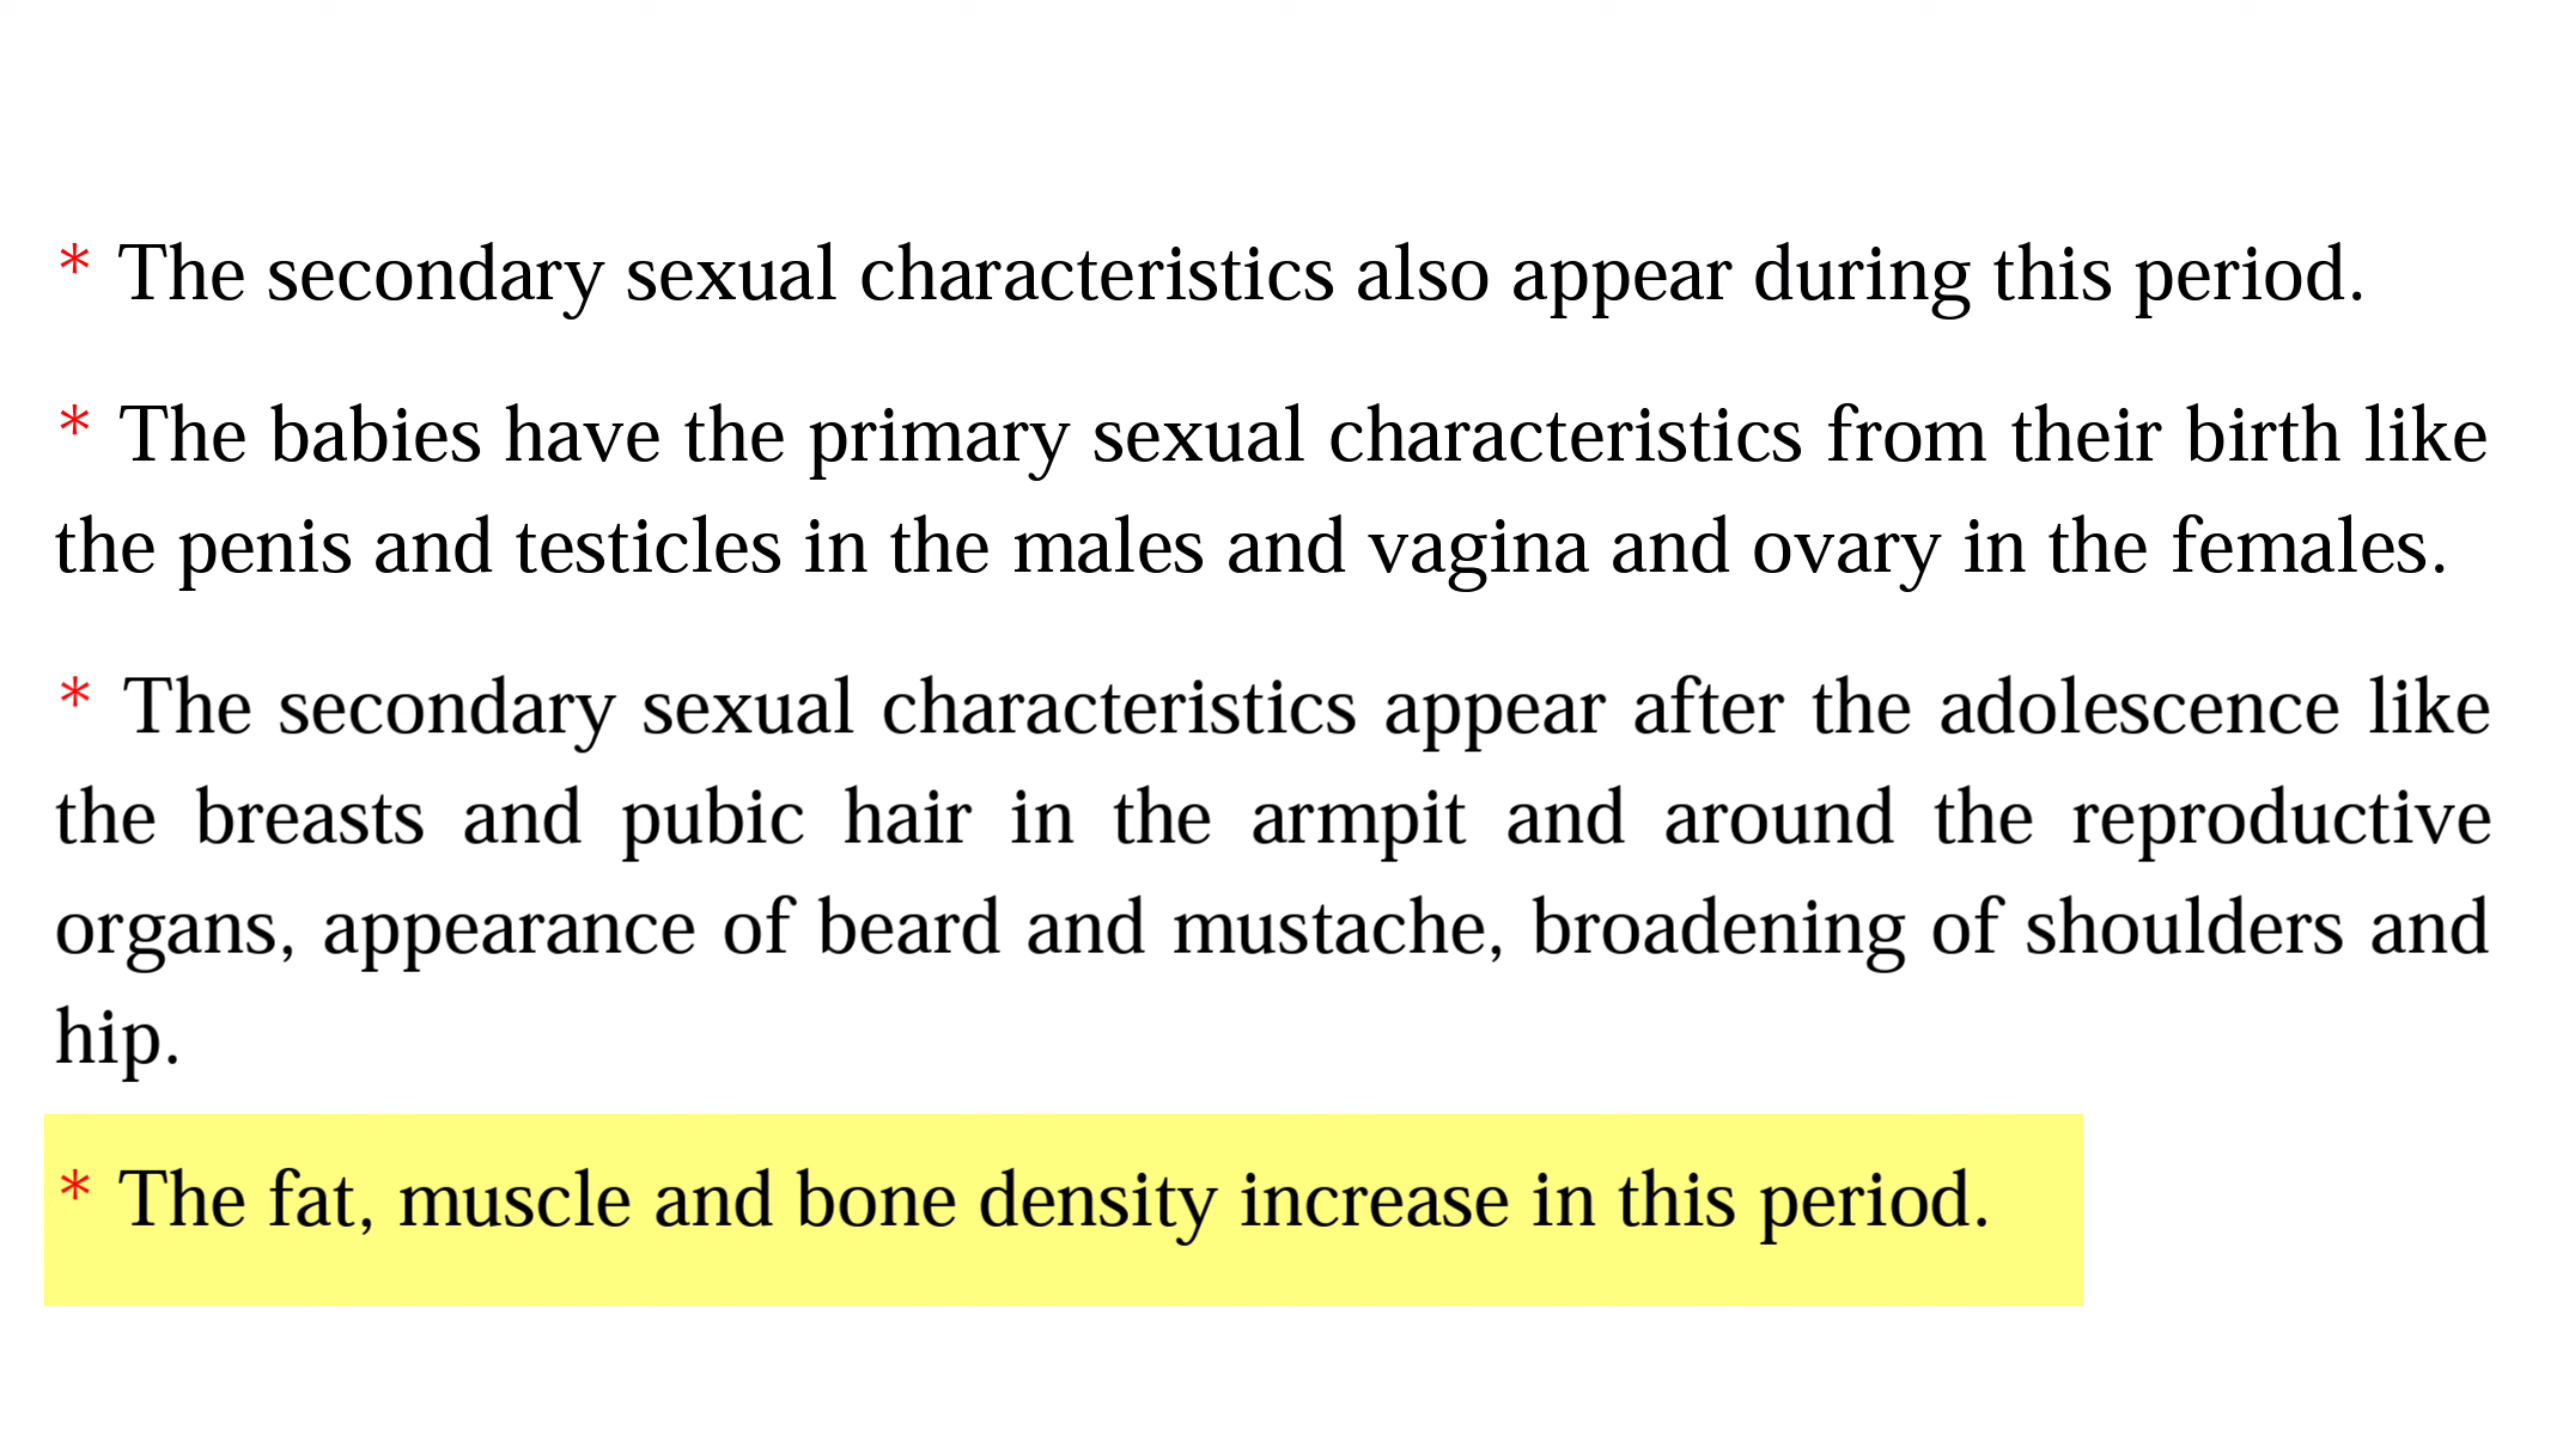 * The secondary sexual characteristics also appear during this period.
* The babies have the primary sexual characteristics from their birth like
the penis and testicles in the males and vagina and ovary in the females.
* The secondary sexual characteristics appear after the adolescence like
the breasts and pubic hair in the armpit and around the reproductive
organs, appearance of beard and mustache, broadening of shoulders and
hip.
* The fat, muscle and bone density increase in this period.